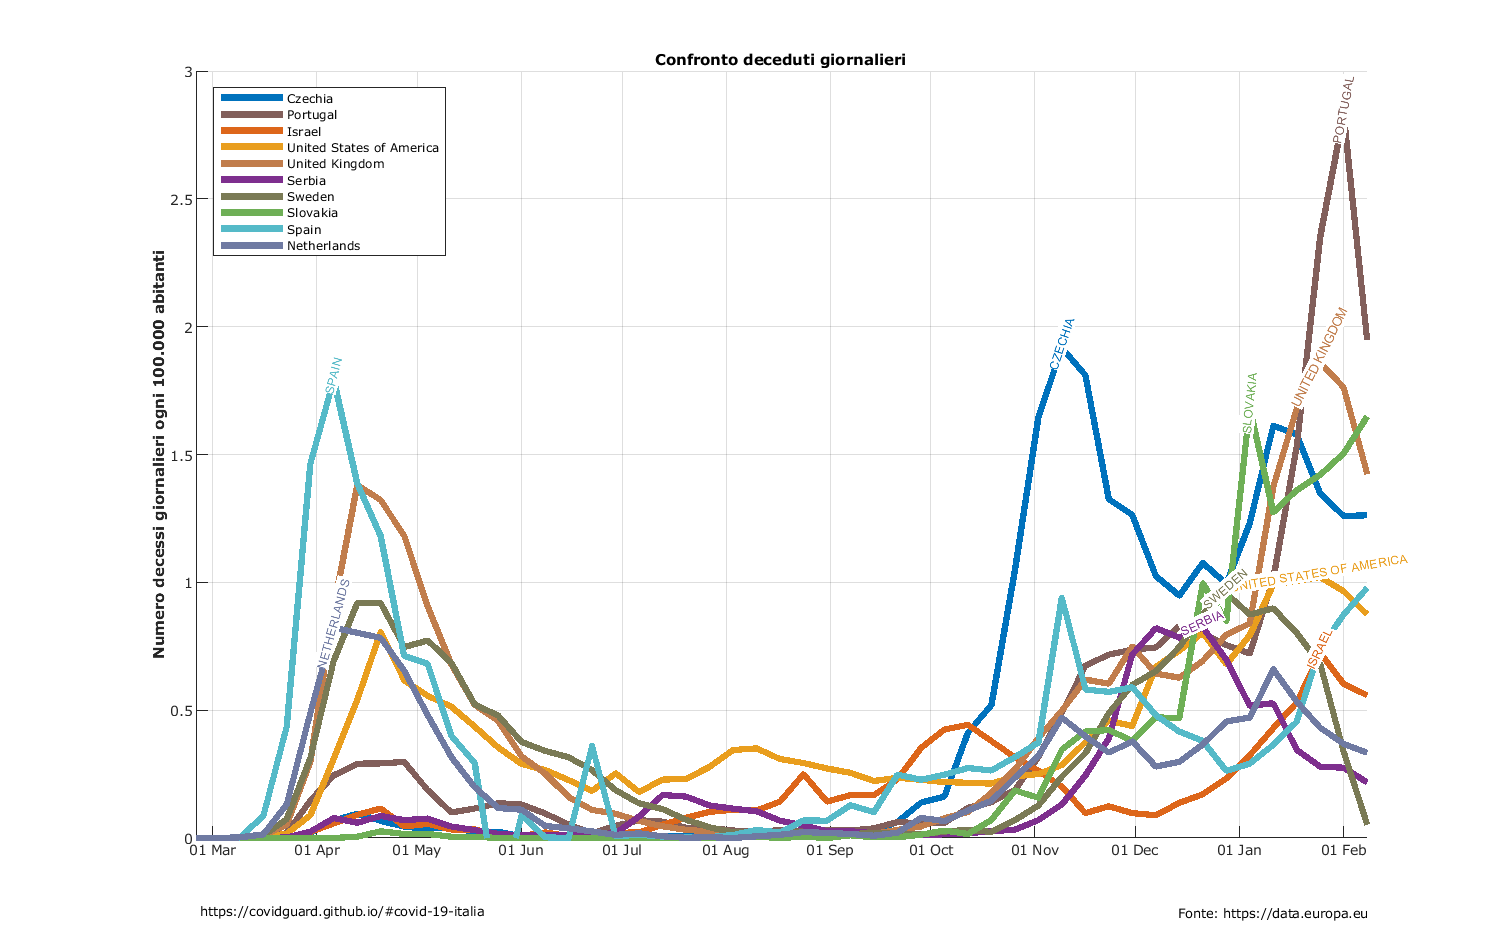 Confronto deceduti giornalieri
Numero decessi giornalieri ogni 100.000 abitanti
3
2.5
2
1.5
1
0.5
0
Czechia
Portugal
Israel
United States of America
United Kingdom
Serbia
Sweden
Slovakia
Spain
Netherlands
PORTUGAL
UNITED KINGDOM
CZECHIA
SPAIN
SLOVAKIA
UNITED STATES OF AMERICA
SWEDEN
NETHERLANDS
SERBIA
ISRAEL
01 Mar
01 Apr
01 May
01 Jun
01 Jul
01 Aug
01 Sep
01 Oct
01 Nov
01 Dec
01 Jan
01 Feb
https://covidguard.github.io/#covid-19-italia
Fonte: https://data.europa.eu